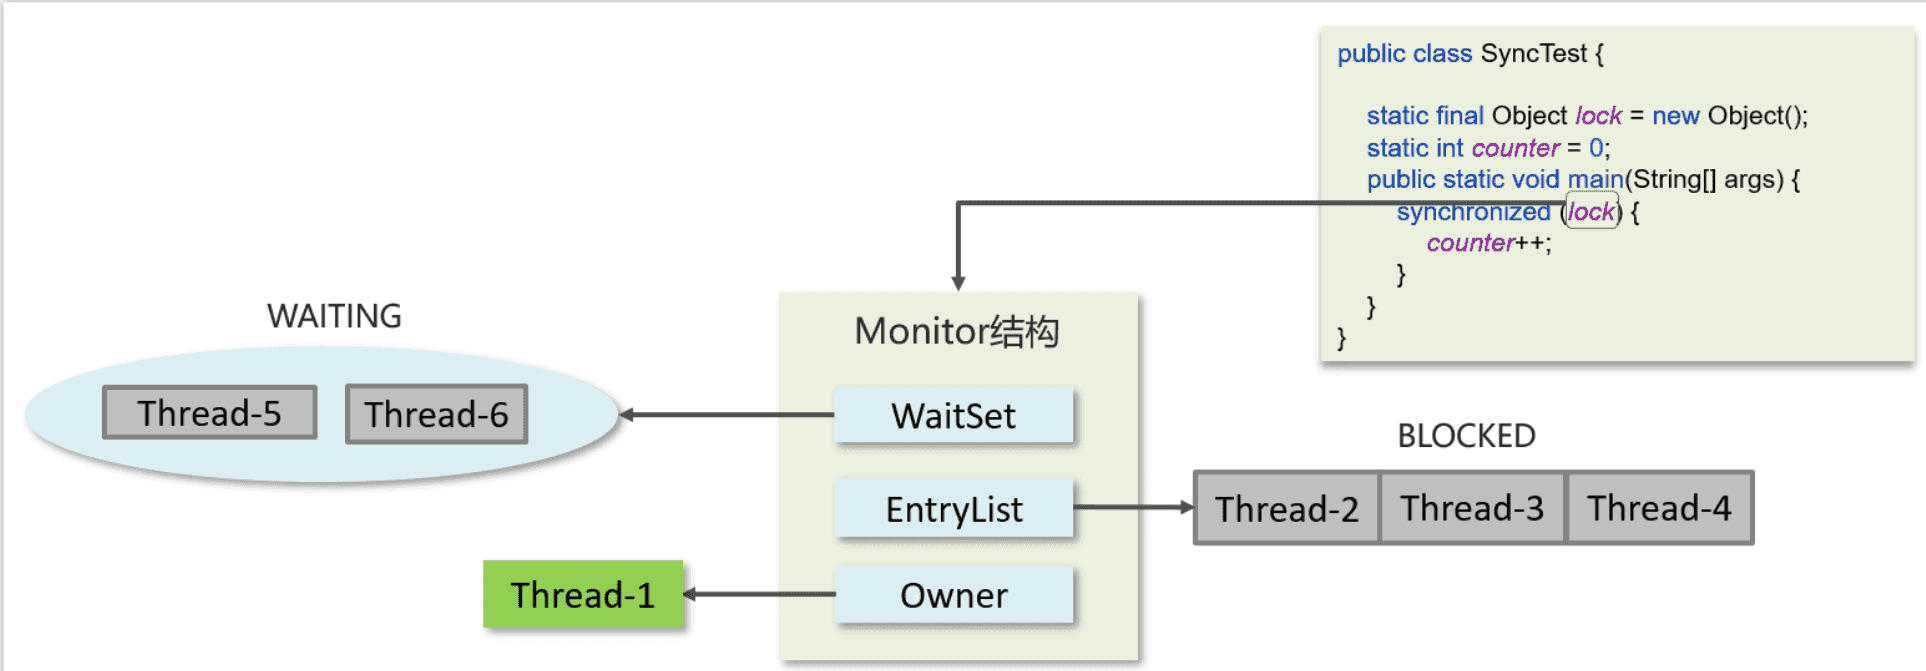 public class SyncTest {
static final Object lock = new Object();
static int counter = 0;
public static void main(String[] args) {
synchronized (lock) {
counter++;
}
}
}
WAITING
Thread-5
Thread-6
Monitor结构
WaitSet
EntryList
Owner
BLOCKED
Thread-2
Thread-3
Thread-4
Thread-1